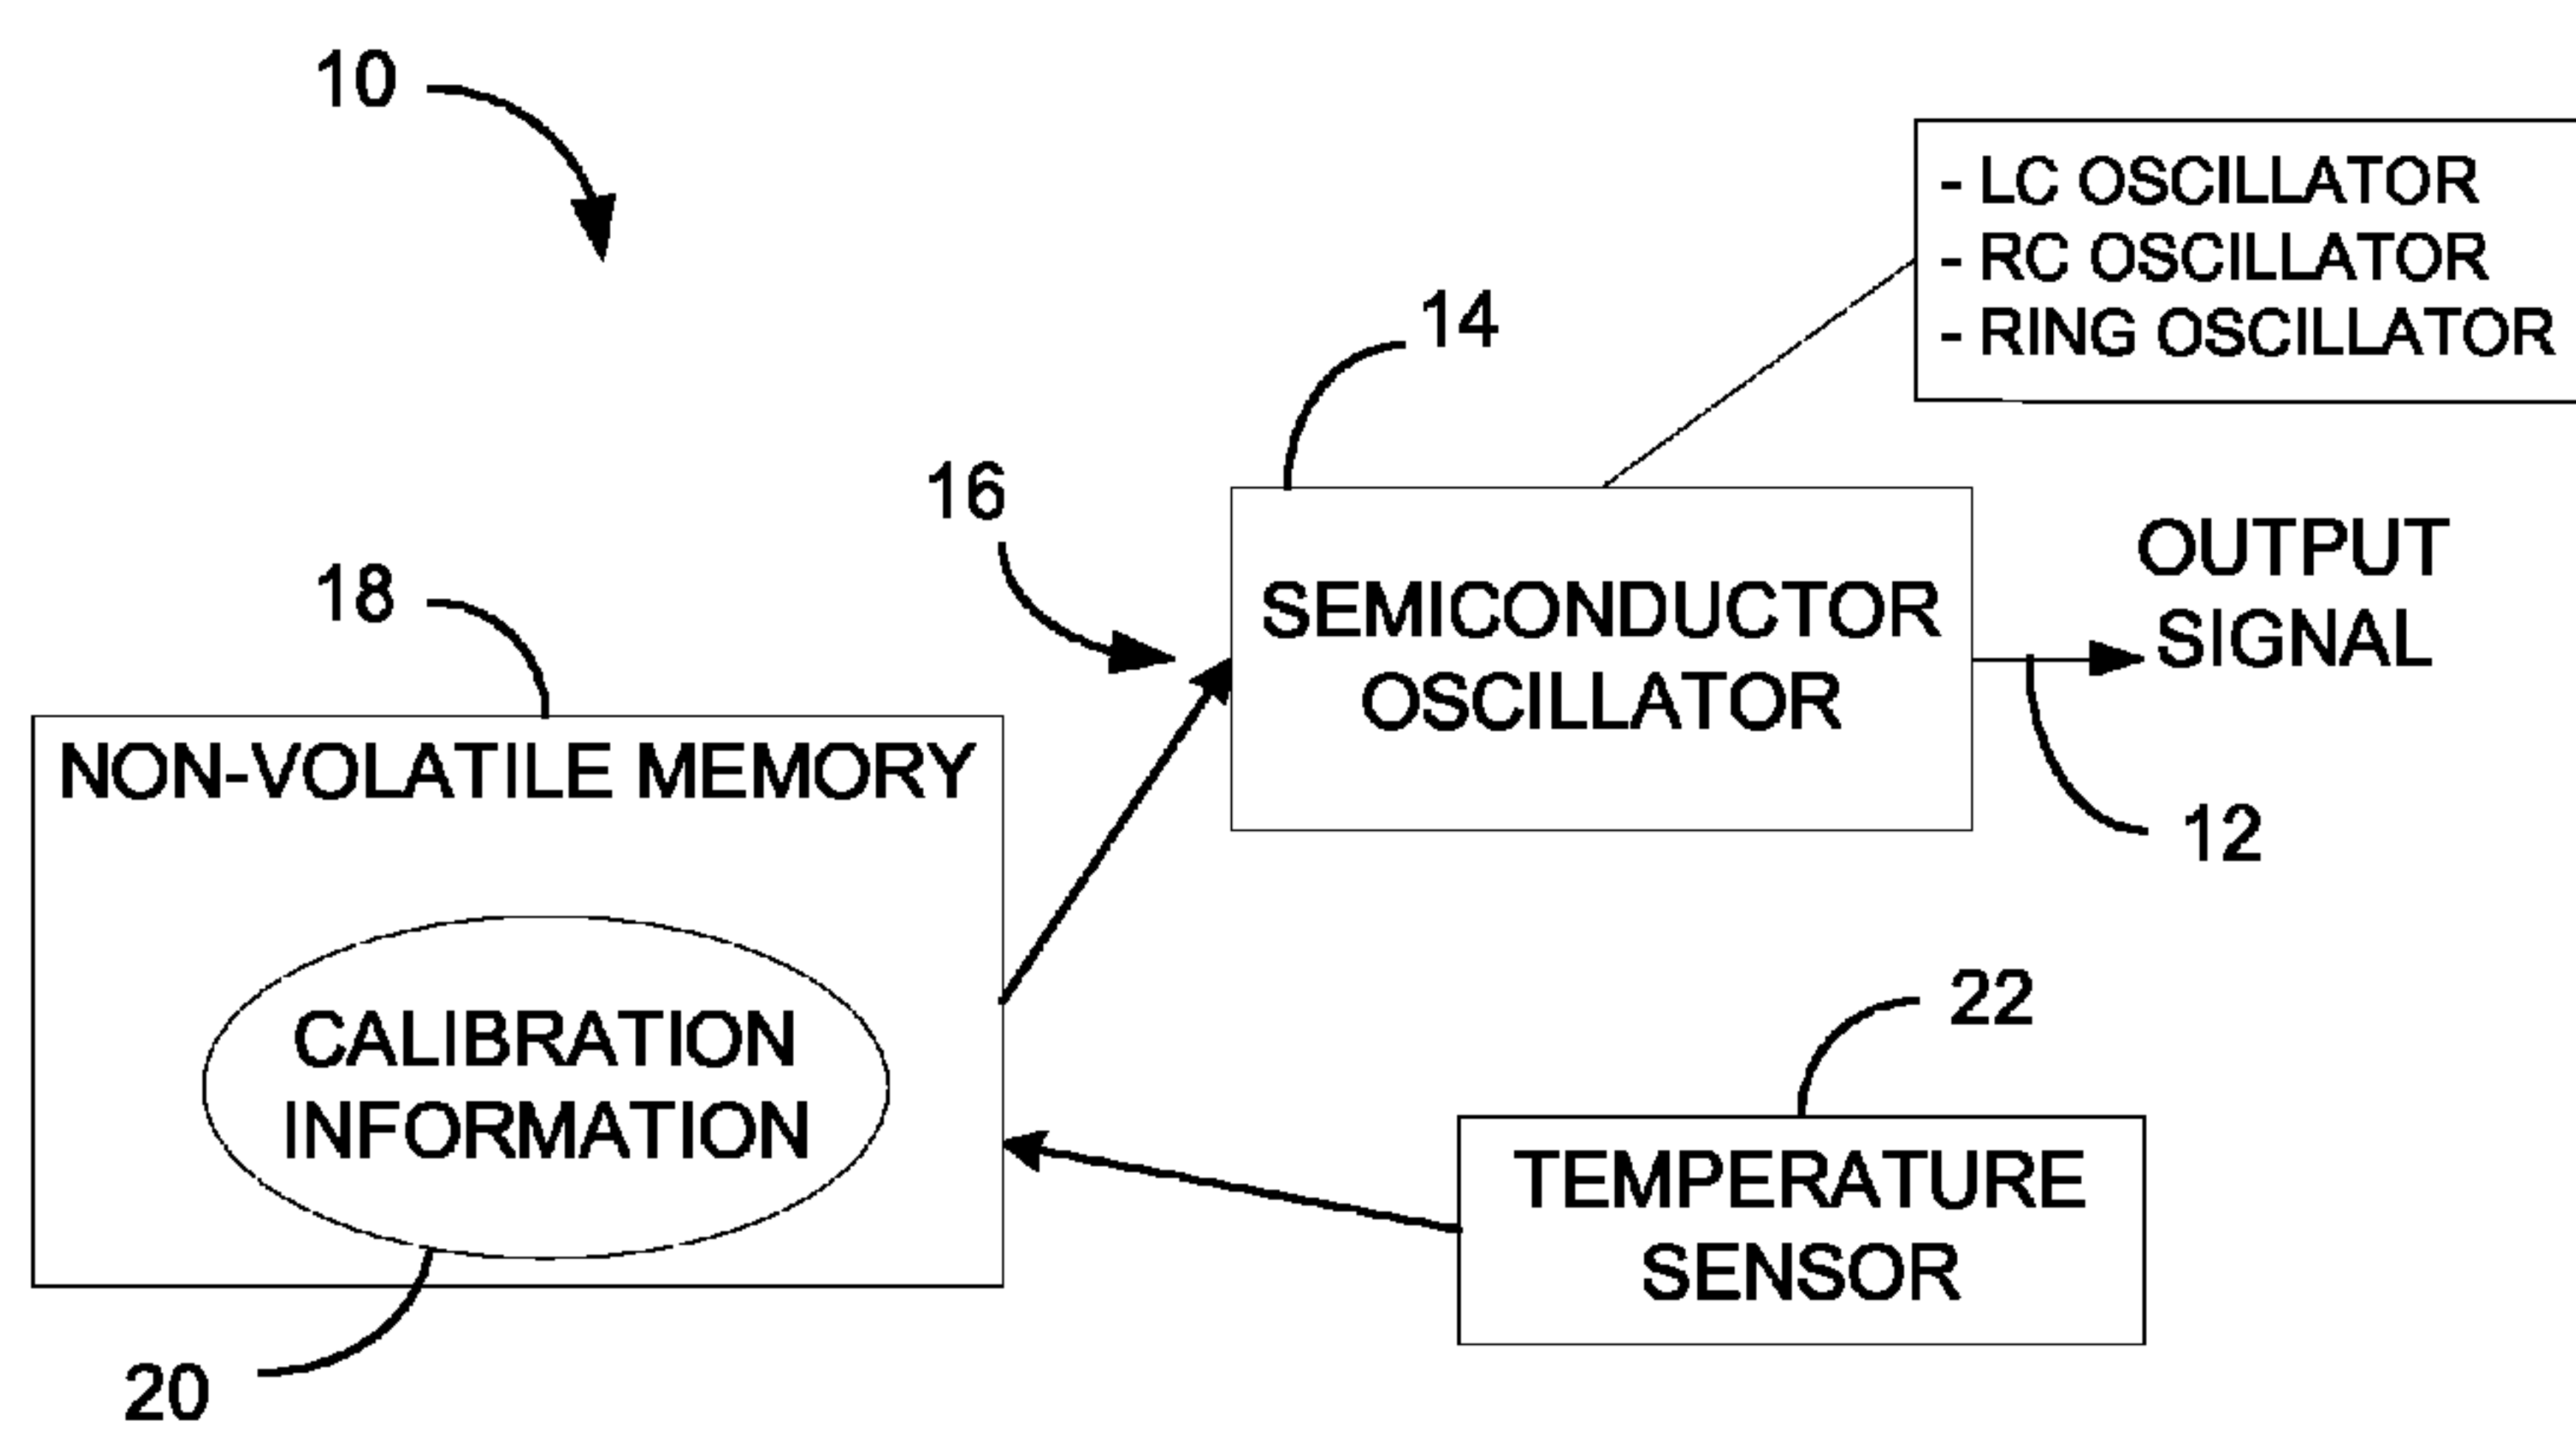 10
- LC OSCILLATOR
- RC OSCILLATOR
- RING OSCILLATOR
14
16
SEMICONDUCTOR
OSCILLATOR
OUTPUT
SIGNAL
12
18
NON-VOLATILE MEMORY
CALIBRATION
INFORMATION
20
22
TEMPERATURE
SENSOR